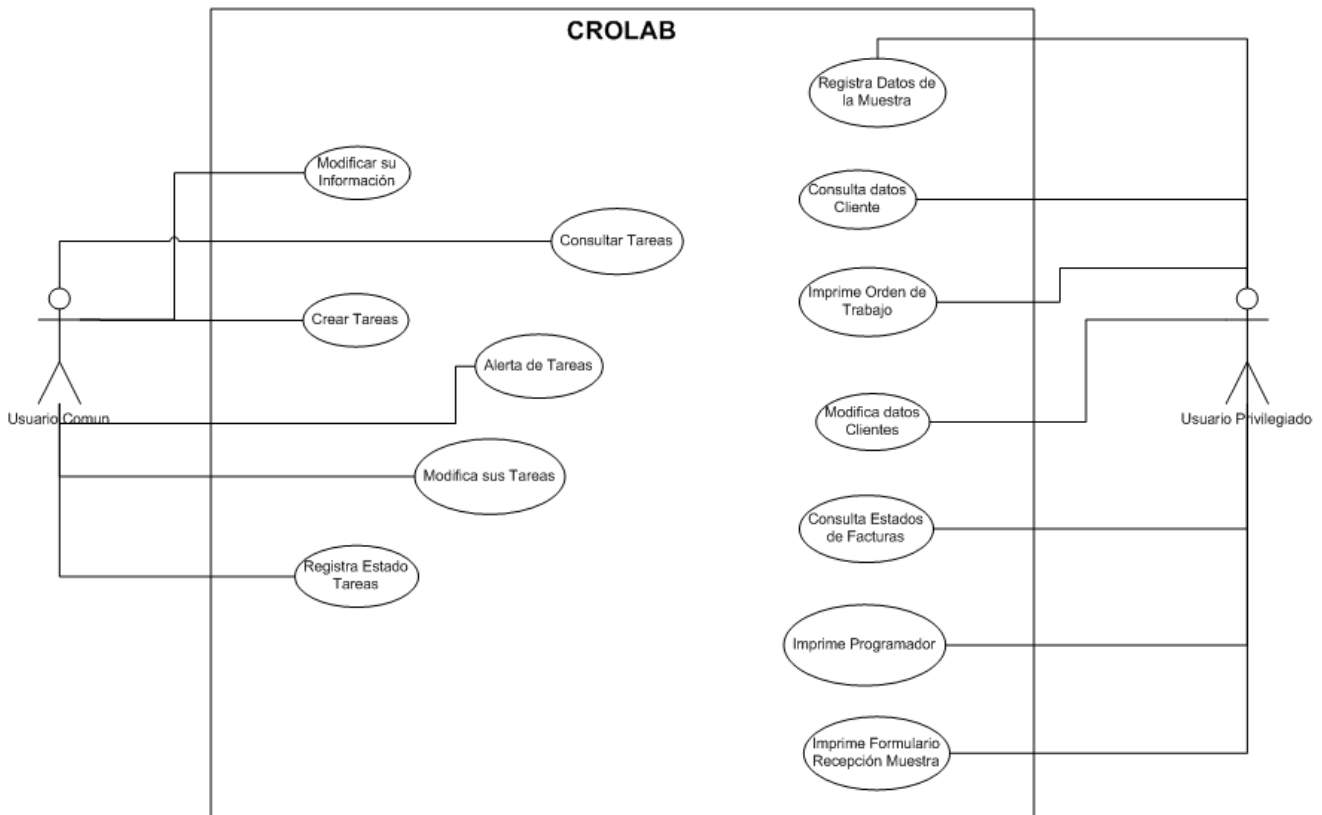 CROLAB
Registra Datos de
la Muestra
Modificar su
Información
Consulta datos
Cliente
Consultar Tareas
Imprime Orden de
Trabajo
Crear Tareas
Alerta de Tareas
Usuario Comun
Modifica datos
Clientes
Usuario Privilegiado
Modifica sus Tareas
Consulta Estados
de Facturas
Registra Estado
Tareas
Imprime Programador
Imprime Formulario
Recepción Muestra